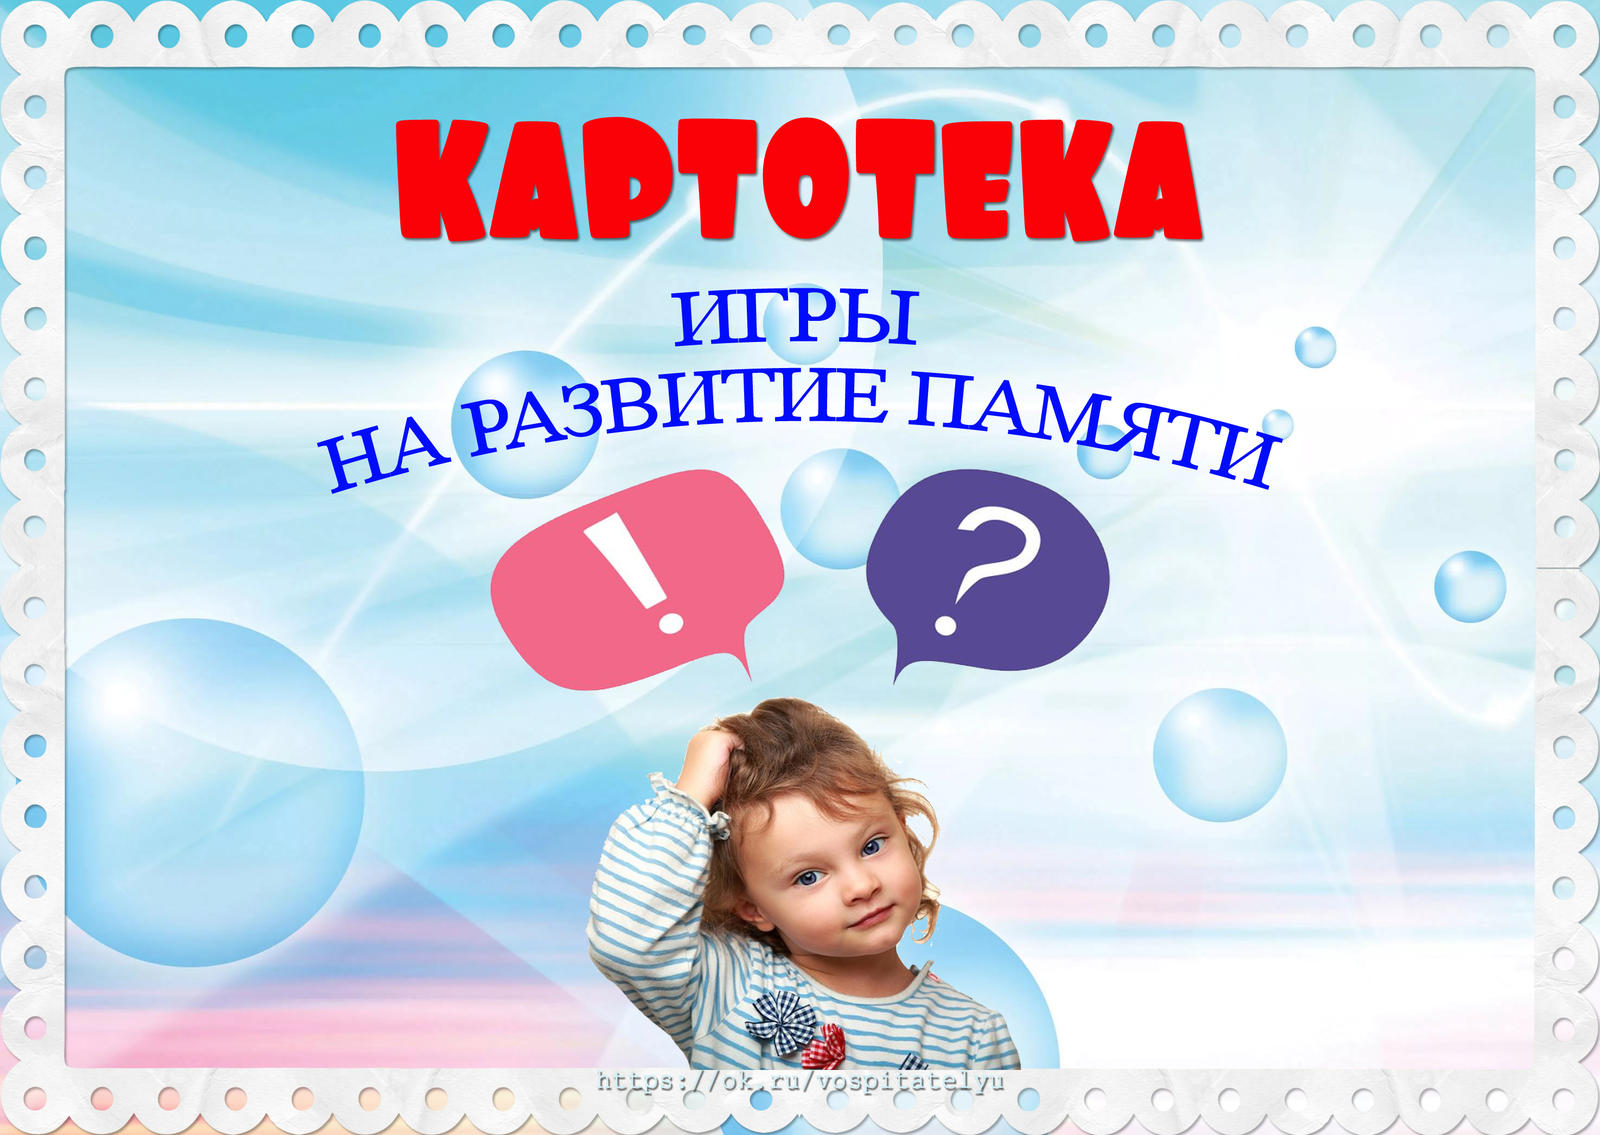 КАРТОТЕКА
ИГРЫ
НА РАЗВИТИЕ ПАМЯТИ
!
?
https://ok.ru/vospitatelyu